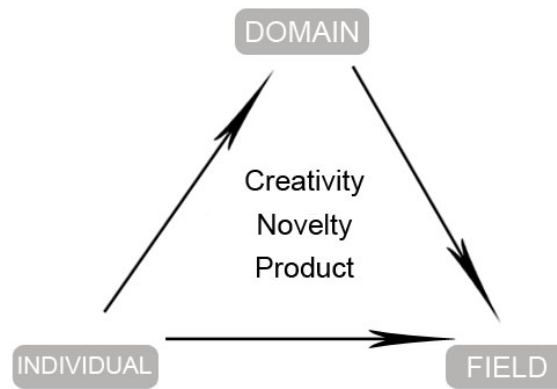 DOMAIN
Creativity
Novelty
Product
INDIVIDUAL
FIELD